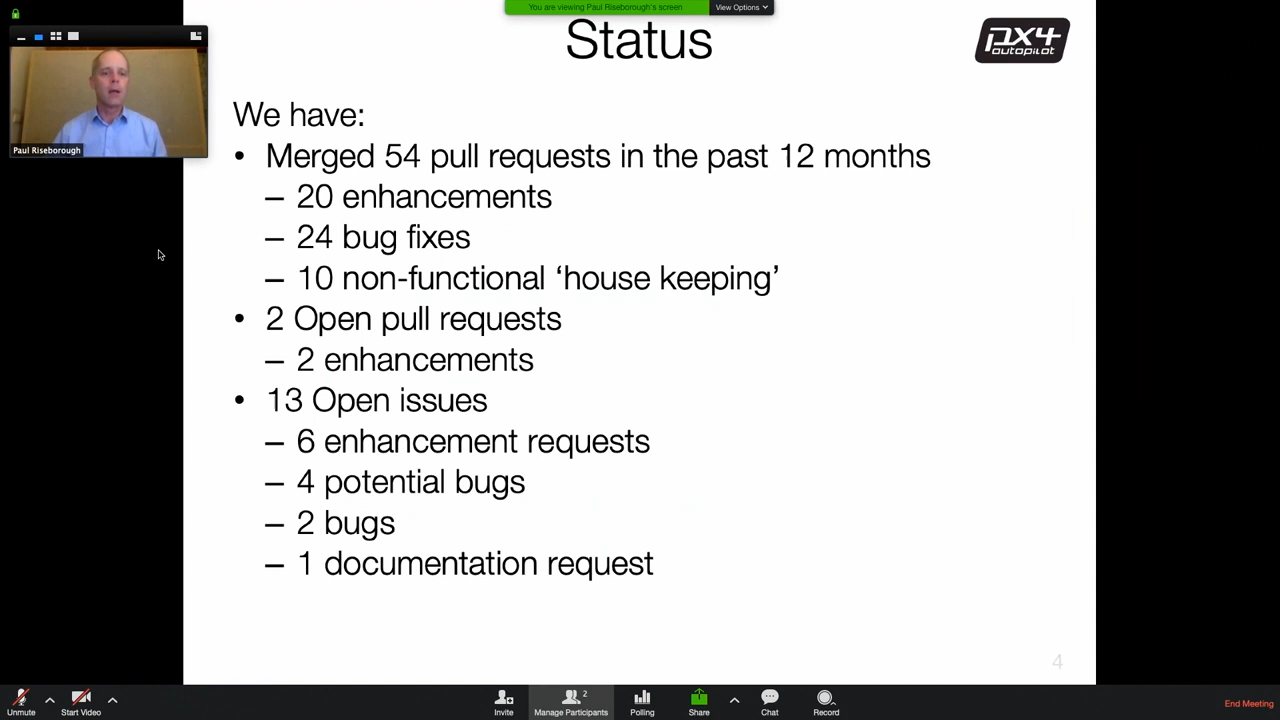 You are viewing Paul Riseborough's screen
View Options
Status
px4
autopilot
Paul Riseborough
We have:
• Merged 54 pull requests in the past 12 months
– 20 enhancements
– 24 bug fixes
– 10 non-functional ‘house keeping’
• 2 Open pull requests
– 2 enhancements
• 13 Open issues
– 6 enhancement requests
– 4 potential bugs
– 2 bugs
– 1 documentation request
4
Unmute
Start Video
Invite
2
Manage Participants
Polling
Share
Chat
Record
End Meeting